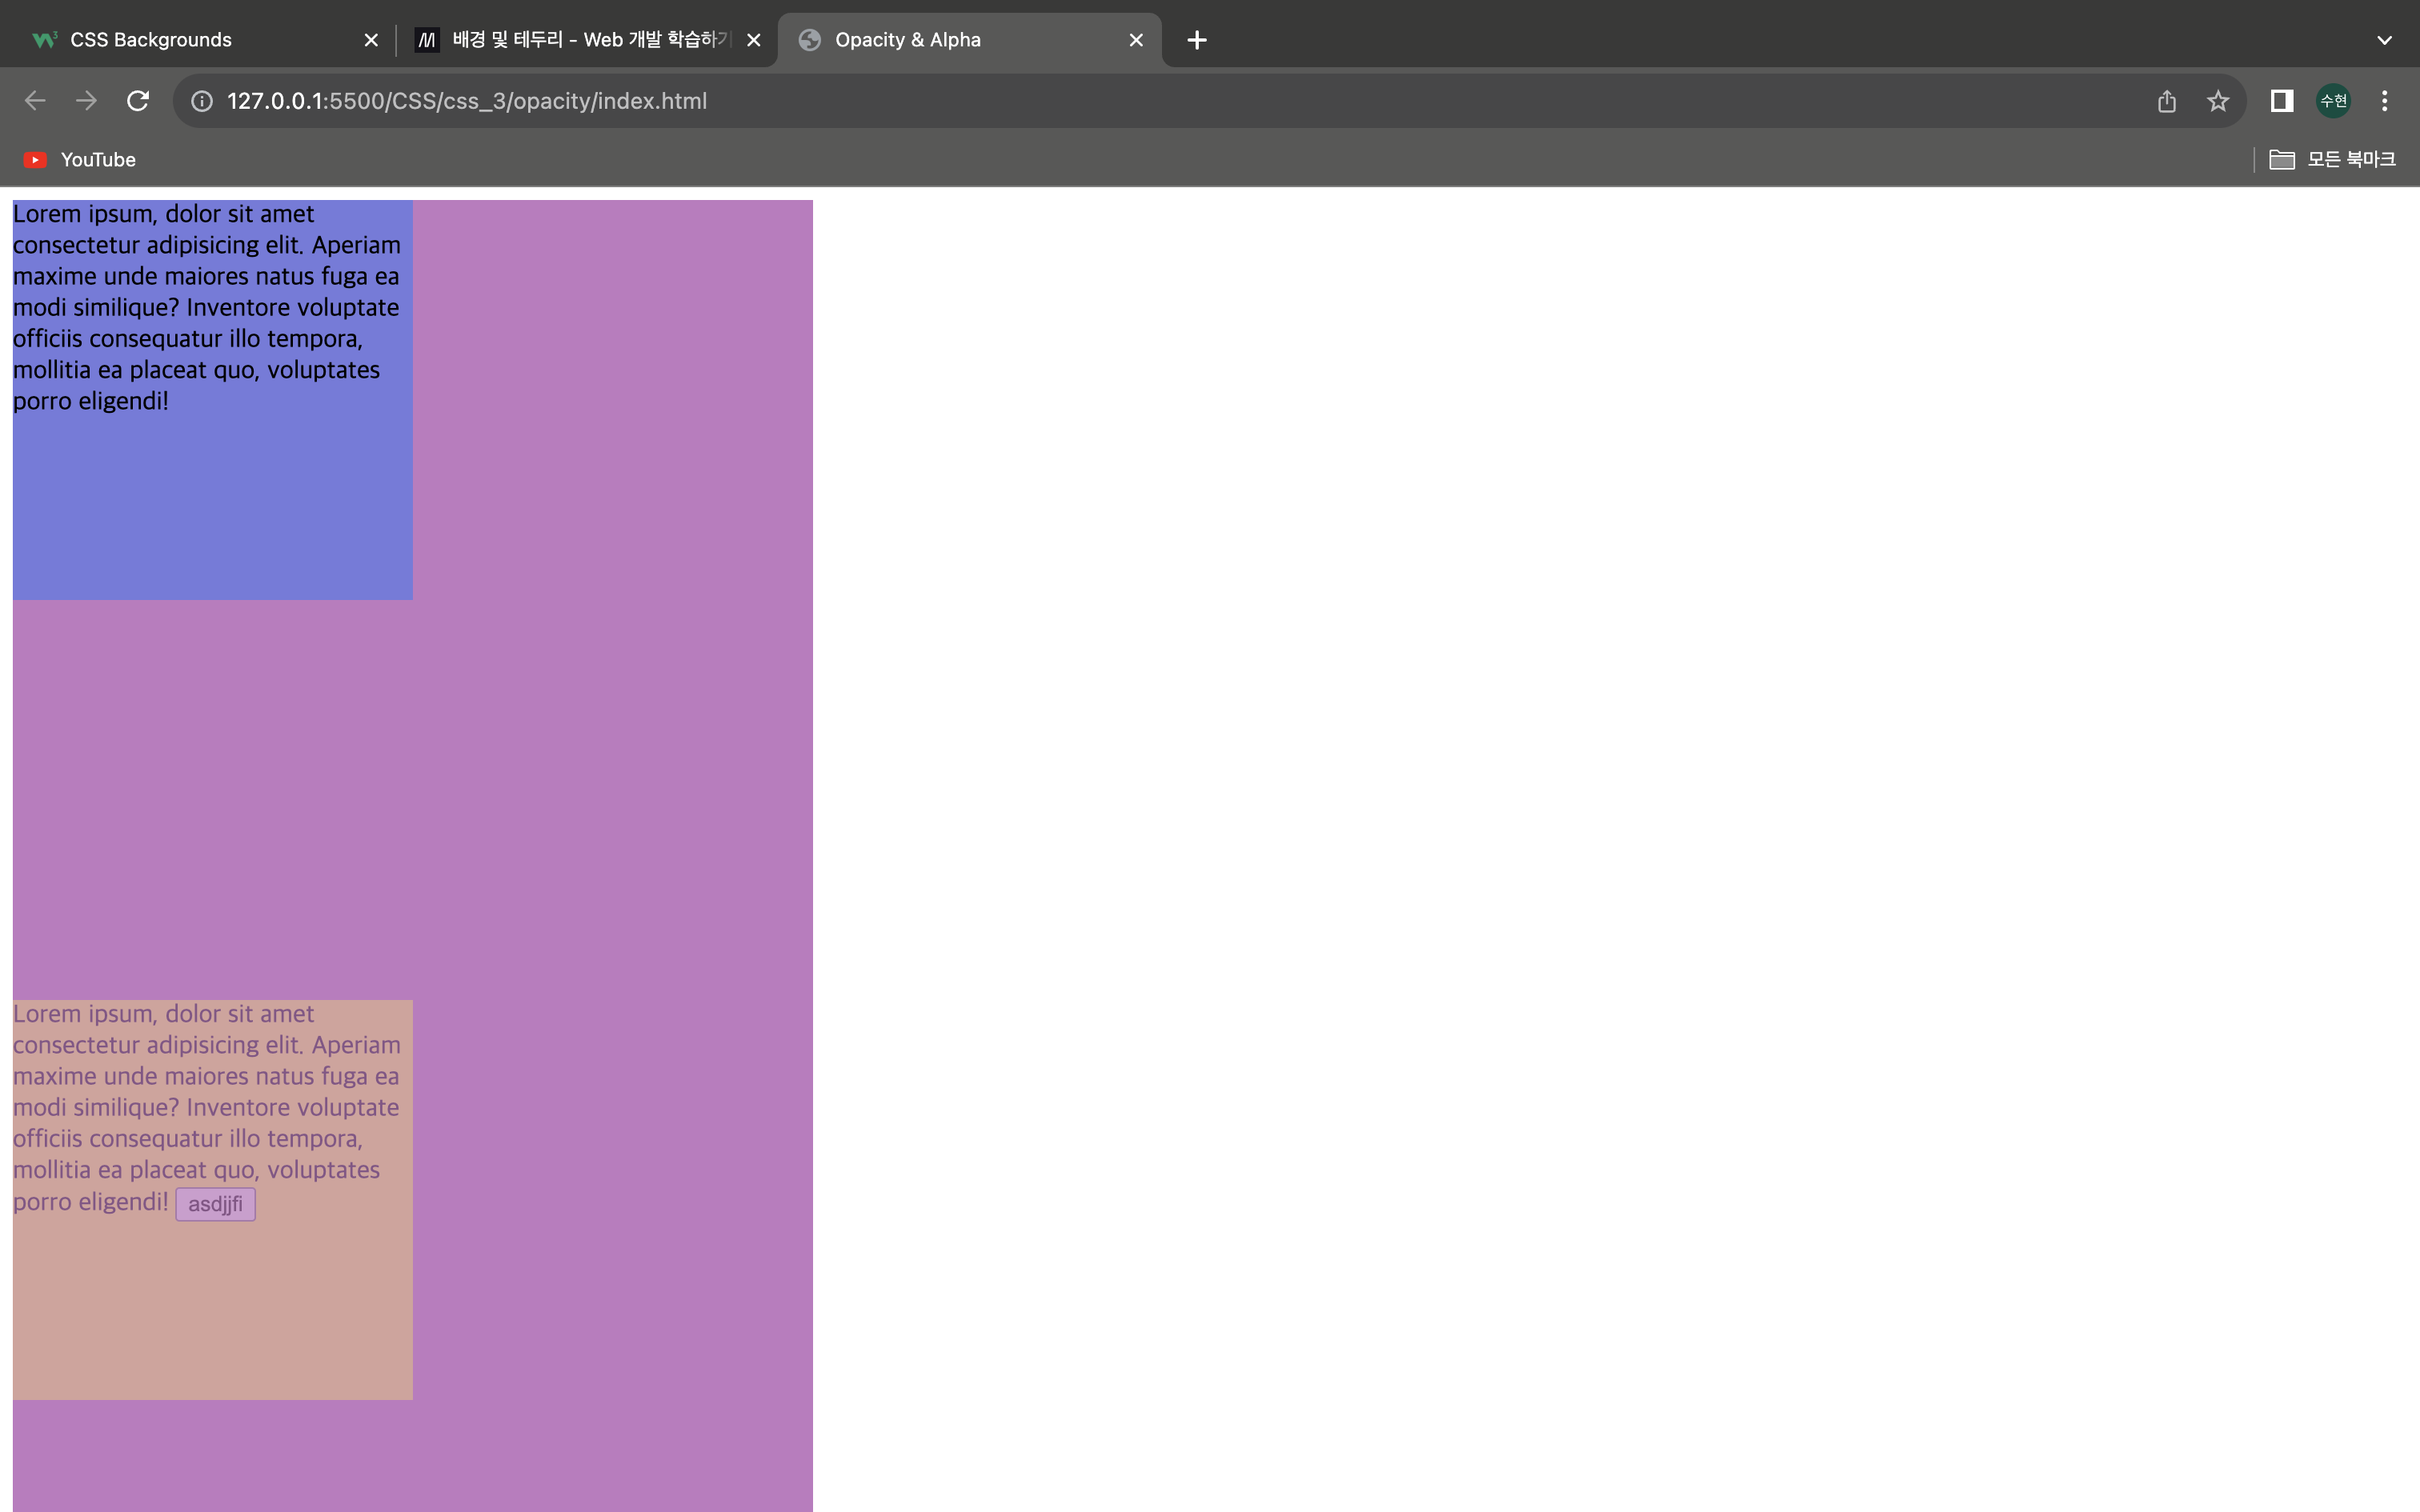 CSS Backgrounds
배경 및 테두리 - Web 개발 학습하기
Opacity & Alpha
127.0.0.1:5500/CSS/css_3/opacity/index.html
수현
YouTube
모든 북마크
Lorem ipsum, dolor sit amet
consectetur adipisicing elit. Aperiam
maxime unde maiores natus fuga ea
modi similique? Inventore voluptate
officiis consequatur illo tempora,
mollitia ea placeat quo, voluptates
porro eligendi!
Lorem ipsum, dolor sit amet
consectetur adipisicing elit. Aperiam
maxime unde maiores natus fuga ea
modi similique? Inventore voluptate
officiis consequatur illo tempora,
mollitia ea placeat quo, voluptates
porro eligendi! asdjjfi